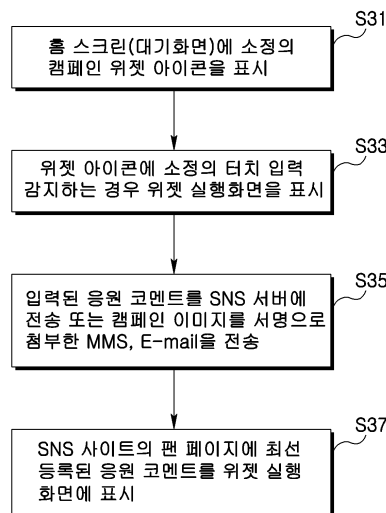 S31
홈 스크린(대기화면)에 소정의
캠페인 위젯 아이콘을 표시
S33
위젯 아이콘에 소정의 터치 입력
감지하는 경우 위젯 실행화면을 표시
S35
입력된 응원 코멘트를 SNS 서버에
전송 또는 캠페인 이미지를 서명으로
첨부한 MMS, E-mail을 전송
S37
SNS 사이트의 팬 페이지에 최선
등록된 응원 코멘트를 위젯 실행
화면에 표시